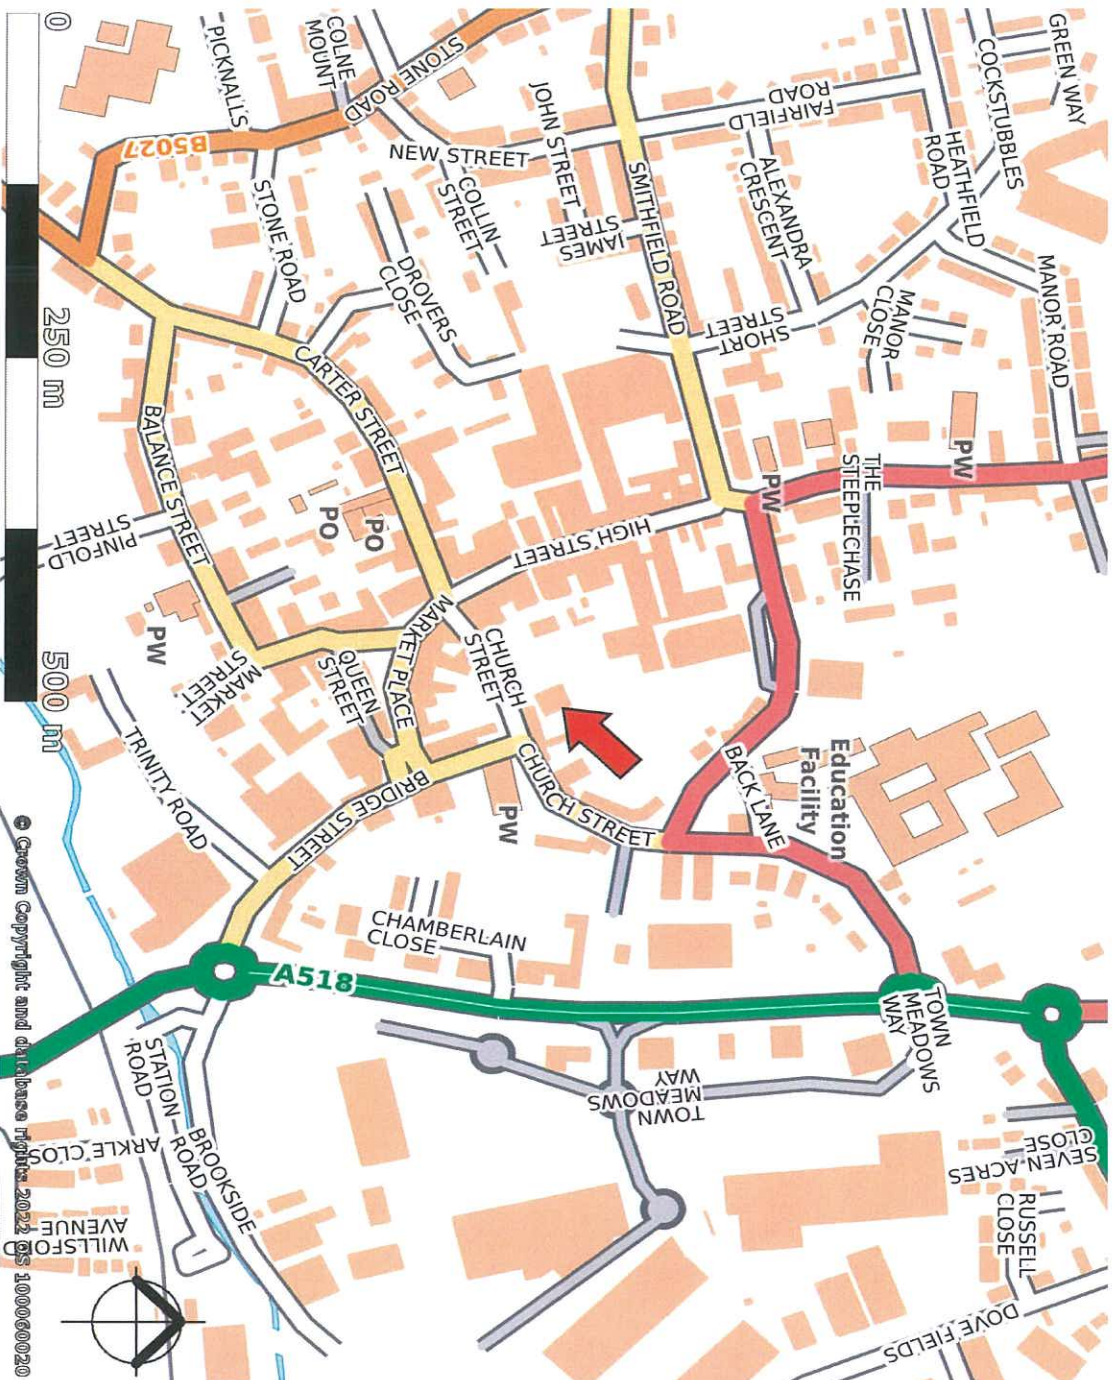 GREEN WAY
COCKSTUBBLES
COLNE
MOUNT
PICKNALL'S
STONE ROAD
B5027
NEW STREET
JOHN STREET
FAIRFIELD
ROAD
HEATHFIELD
ROAD
ALEXANDRA
CRESCENT
COLLIN
STREET
JAMES
STREET
SMITHFIELD ROAD
STONE ROAD
DROVERS
CLOSE
MANOR ROAD
MANOR
CLOSE
SHORT
STREET
CARTER STREET
BALANCE STREET
PW
PW
THE
STEEPLECHASE
HIGH STREET
PO
PO
PINFOLD
STREET
PW
MARKET
STREET
QUEEN
STREET
MARKET PLACE
CHURCH
STREET
CHURCH STREET
PW
BACK LANE
Education
Facility
TRINITY ROAD
BRIDGE STREET
CHAMBERLAIN
CLOSE
A518
TOWN
MEADOWS
WAY
TOWN
MEADOWS
WAY
STATION
ROAD
ROAD
BROOKSIDE
ARKLE CLOS
WILLSFORD
AVENUE
SEVEN ACRES
CLOSE
RUSSELL
CLOSE
DOVE FIELDS
0
250 m
500 m
© Crown Copyright and database rights 2022 OS 100060020